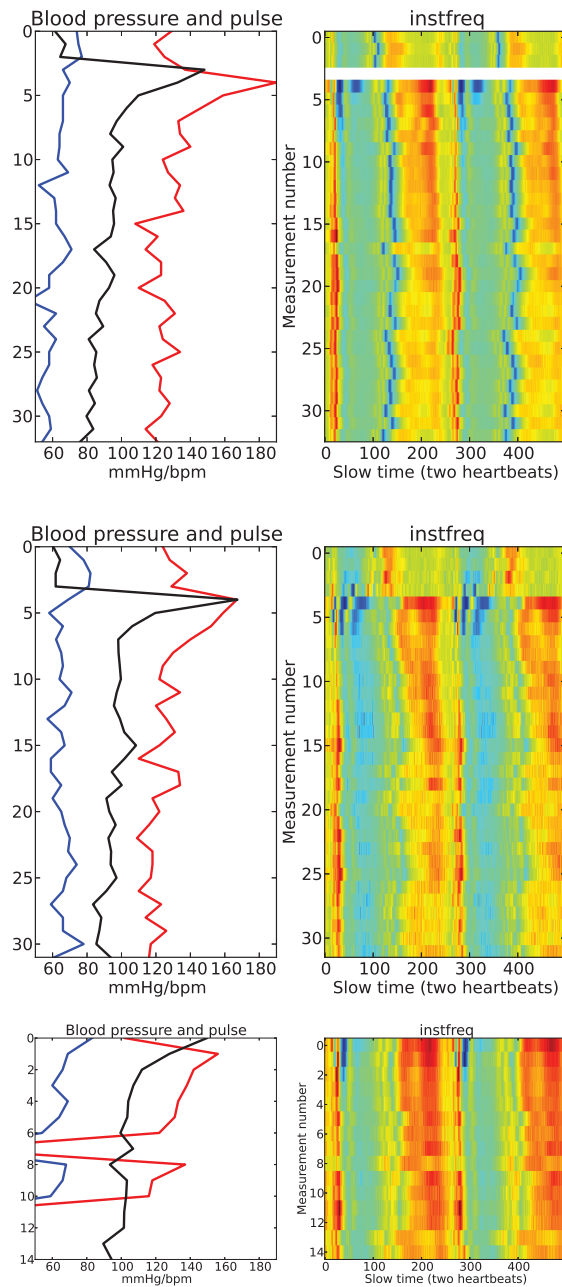 Blood pressure and pulse
instfreq
0
5
10
15
20
25
30
60 80 100 120 140 160 180
mmHg/bpm
Measurement number
0
5
10
15
20
25
30
0 100 200 300 400
Slow time (two heartbeats)
Blood pressure and pulse
instfreq
0
5
10
15
20
25
30
60 80 100 120 140 160 180
mmHg/bpm
Measurement number
0
5
10
15
20
25
30
0 100 200 300 400
Slow time (two heartbeats)
Blood pressure and pulse
instfreq
0
2
4
6
8
10
12
14
60 80 100 120 140 160 180
mmHg/bpm
Measurement number
0
2
4
6
8
10
12
14
0 100 200 300 400
Slow time (two heartbeats)